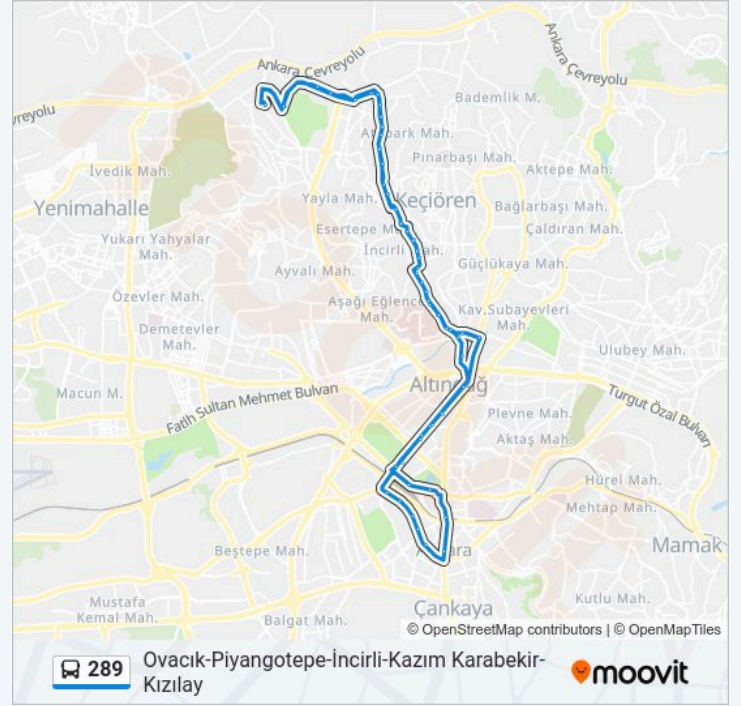 Ankara Çevreyolu
Ankara Çevreyolu
vreyolu
Bademlik M.
Atapark Mah.
Pınarbaşı Mah.
Aktepe Mah.
İvedik Mah.
Yenimahalle
Yayla Mah.
Keçiören
Bağlarbaşı Mah.
Yukarı Yahyalar
Mah.
Esertepe M
Çaldıran Mah.
İncirli Mah.
Ayvalı Mah.
Güçlükaya Mah.
Özevler Mah.
Aşağı Eğlence
Mah.
Kav.Subayevleri
Mah.
Demetevler
Mah.
Ulubey Mah.
Macun M.
Fatih Sultan Mehmet Bulvarı
Altındağ
Turgut Özal Bulvarı
Plevne Mah.
Aktaş Mah.
Hürel Mah.
Mehtap Mah.
Beştepe Mah.
Ankara
Mamak
Mustafa
Kemal Mah.
Balgat Mah.
Çankaya
Kutlu Mah.
© OpenStreetMap contributors | © OpenMapTiles
289
Ovacık-Piyangotepe-İncirli-Kazım Karabekir-
Kızılay
moovit